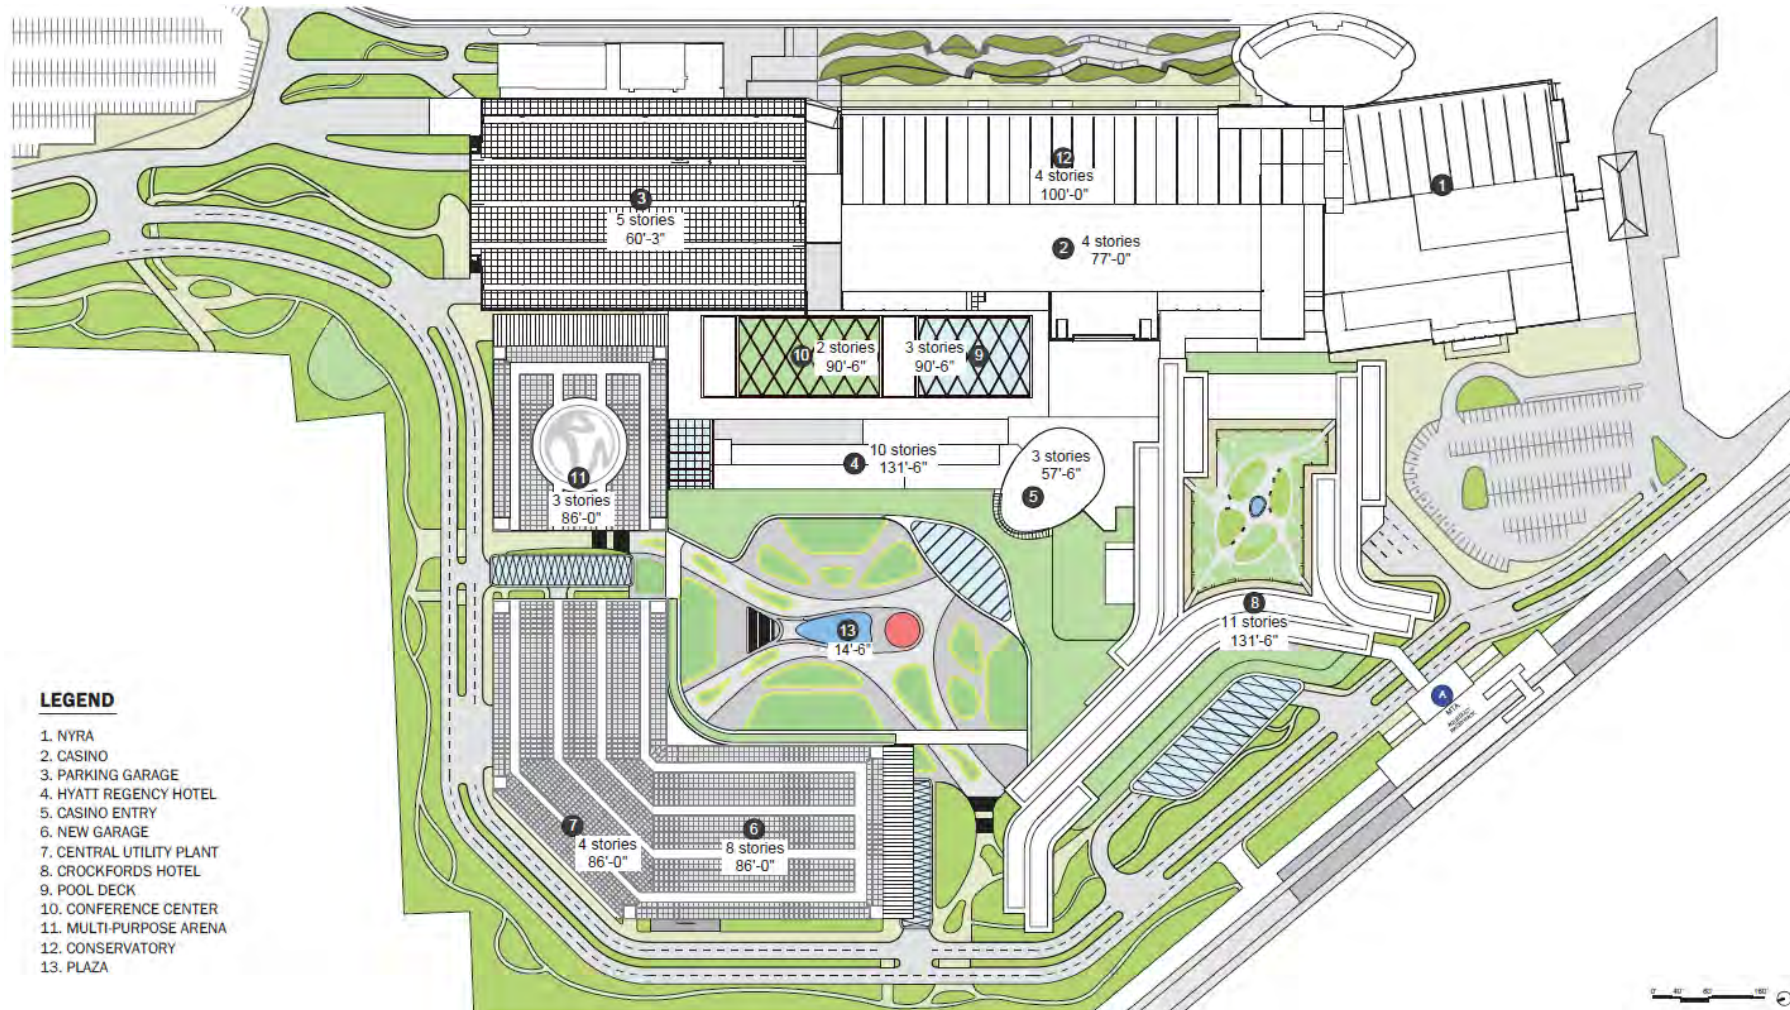 12
4 stories
100'-0"
1
3
5 stories
60'-3"
2
4 stories
77'-0"
10
2 stories
90'-6"
3 stories
90'-6"
9
10 stories
4
131'-6"
3 stories
57'-6"
5
11
3 stories
86'-0"
8
11 stories
131'-6"
13
14'-6"
A
MTA
7
4 stories
86'-0"
6
8 stories
86'-0"
LEGEND
1. NYRA
2. CASINO
3. PARKING GARAGE
4. HYATT REGENCY HOTEL
5. CASINO ENTRY
6. NEW GARAGE
7. CENTRAL UTILITY PLANT
8. CROCKFORDS HOTEL
9. POOL DECK
10. CONFERENCE CENTER
11. MULTI-PURPOSE ARENA
12. CONSERVATORY
13. PLAZA
0' 40' 80' 160'